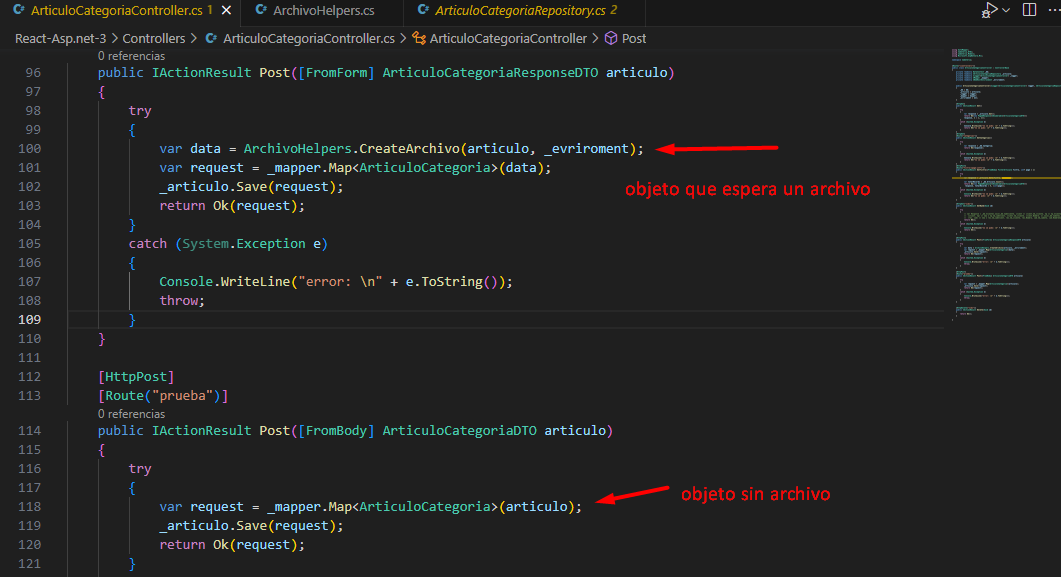 ArticuloCategoriaController.cs 1
ArchivoHelpers.cs
ArticuloCategoriaRepository.cs 2
React-Asp.net-3 > Controllers > ArticuloCategoriaController.cs > ArticuloCategoriaController > Post
0 referencias
96 public IActionResult Post([FromForm] ArticuloCategoriaResponseDTO articulo)
97 {
98 try
99 {
100 var data = ArchivoHelpers.CreateArchivo(articulo, _evriroment);
101 var request = _mapper.Map<ArticuloCategoria>(data);
objeto que espera un archivo
102 _articulo.Save(request);
103 return Ok(request);
104 }
105 catch (System.Exception e)
106 {
107 Console.WriteLine("error: \n" + e.ToString());
108 throw;
109 }
110 }
111
112 [HttpPost]
113 [Route("prueba")]
0 referencias
114 public IActionResult Post([FromBody] ArticuloCategoriaDTO articulo)
115 {
116 try
117 {
objeto sin archivo
118 var request = _mapper.Map<ArticuloCategoria>(articulo);
119 _articulo.Save(request);
120 return Ok(request);
121 }